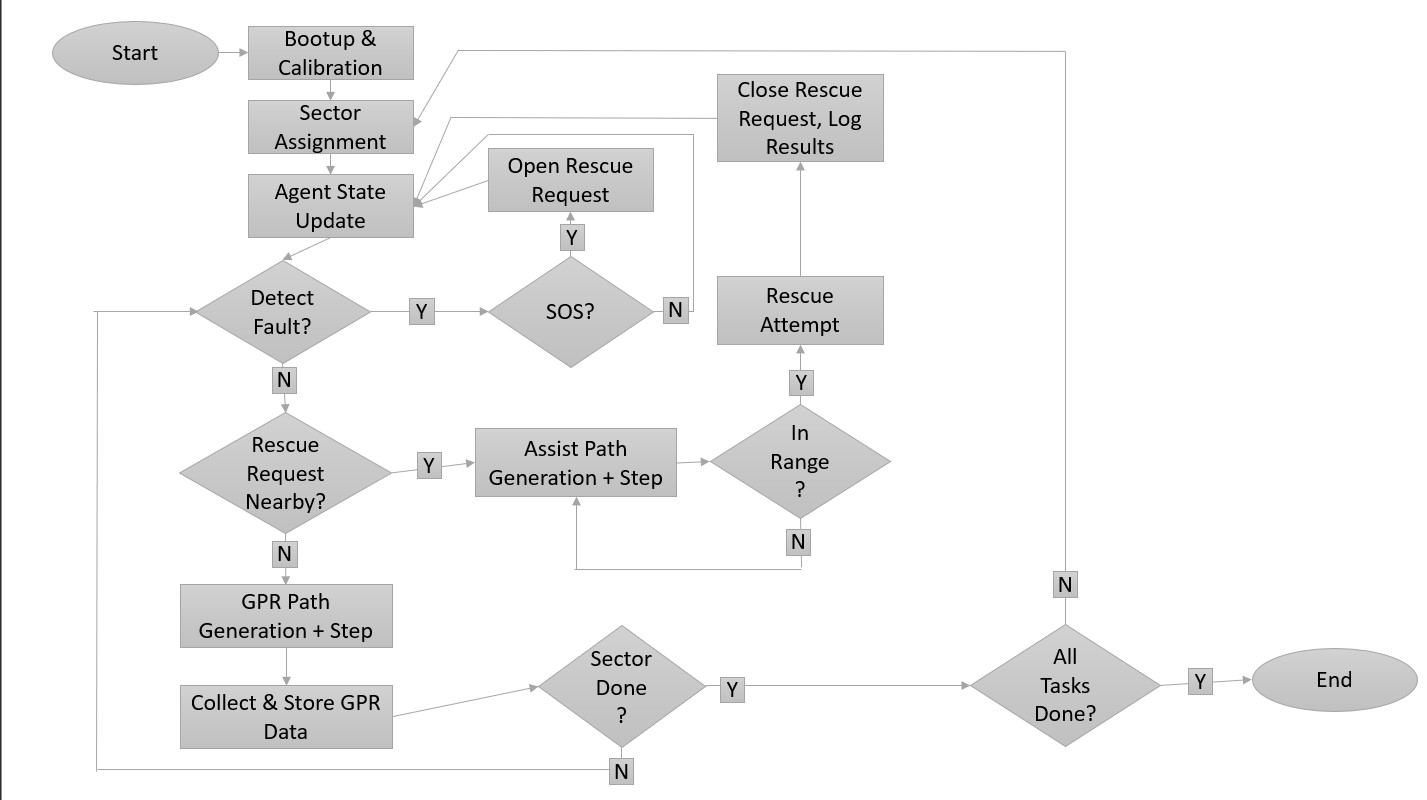 Start
Bootup &
Calibration
Sector
Assignment
Agent State
Update
Close Rescue
Request, Log
Results
Open Rescue
Request
Y
Detect
Fault?
Y
SOS?
N
Rescue
Attempt
N
Y
Rescue
Request
Nearby?
Y
Assist Path
Generation + Step
In
Range
?
N
N
GPR Path
Generation + Step
N
Collect & Store GPR
Data
Sector
Done
?
Y
All
Tasks
Done?
Y
End
N